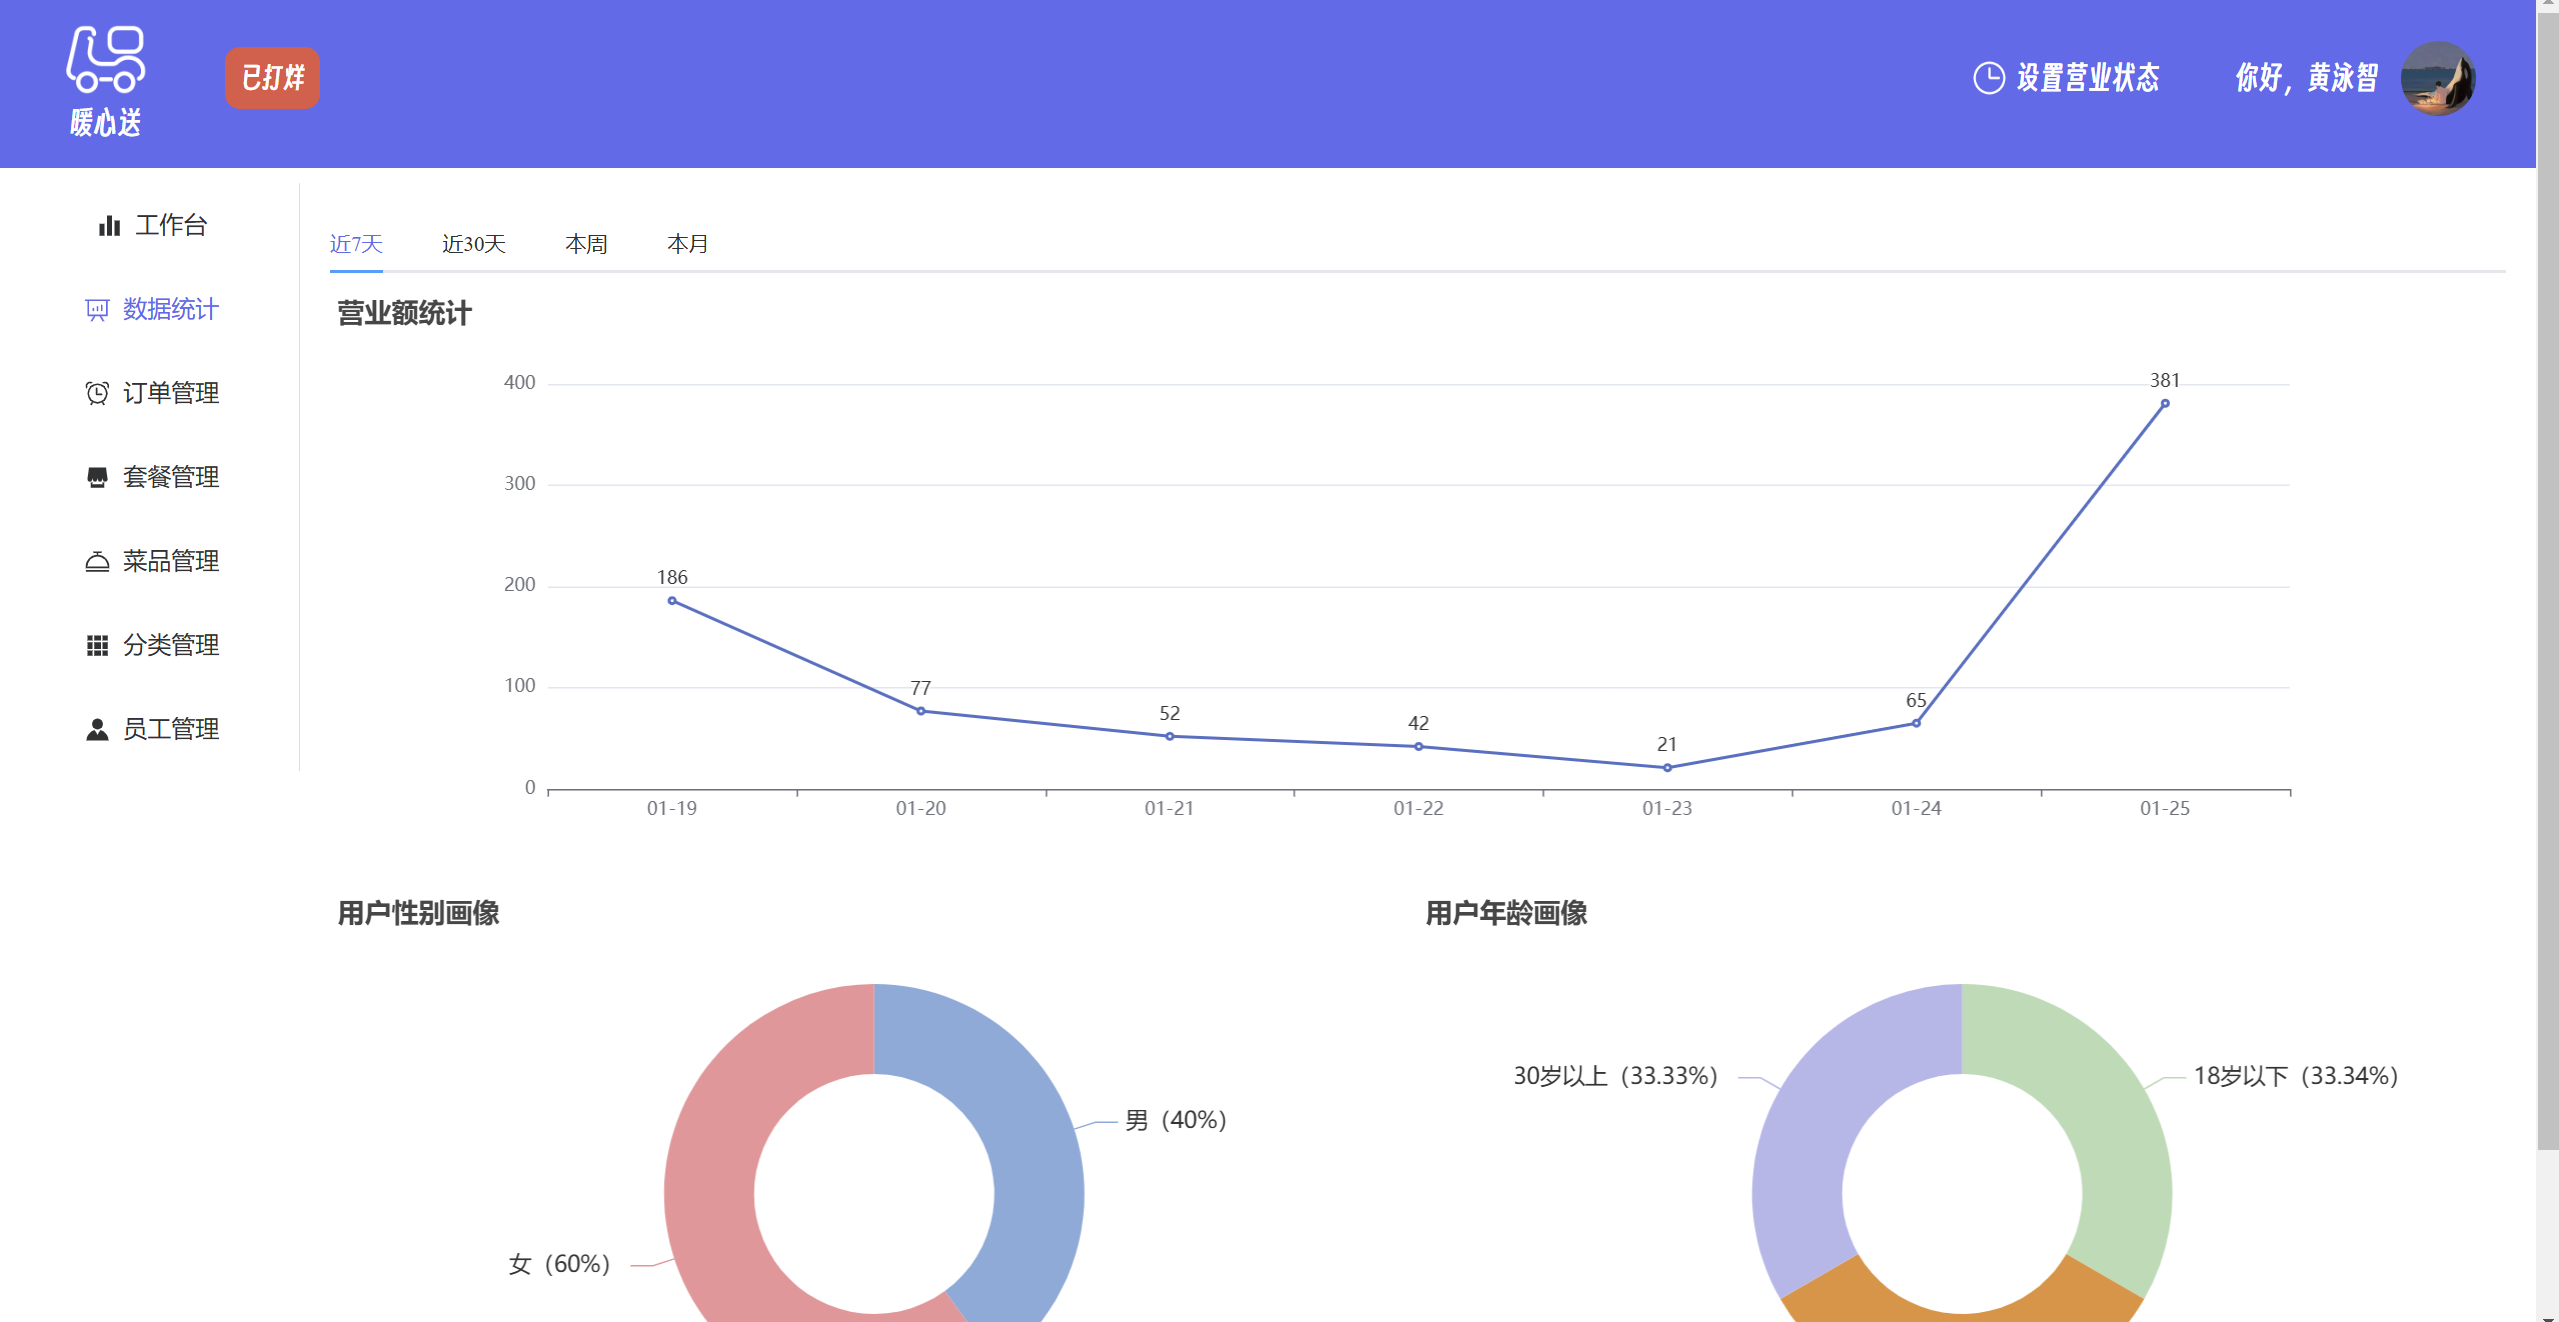 暖心送
已打烊
设置营业状态
你好，黄泳智
工作台
数据统计
订单管理
套餐管理
菜品管理
分类管理
员工管理
近7天 近30天 本周 本月
营业额统计
400
300
200
100
0
186
77
52
42
21
65
381
01-19 01-20 01-21 01-22 01-23 01-24 01-25
用户性别画像
男（40%）
女（60%）
用户年龄画像
30岁以上（33.33%）
18岁以下（33.34%）